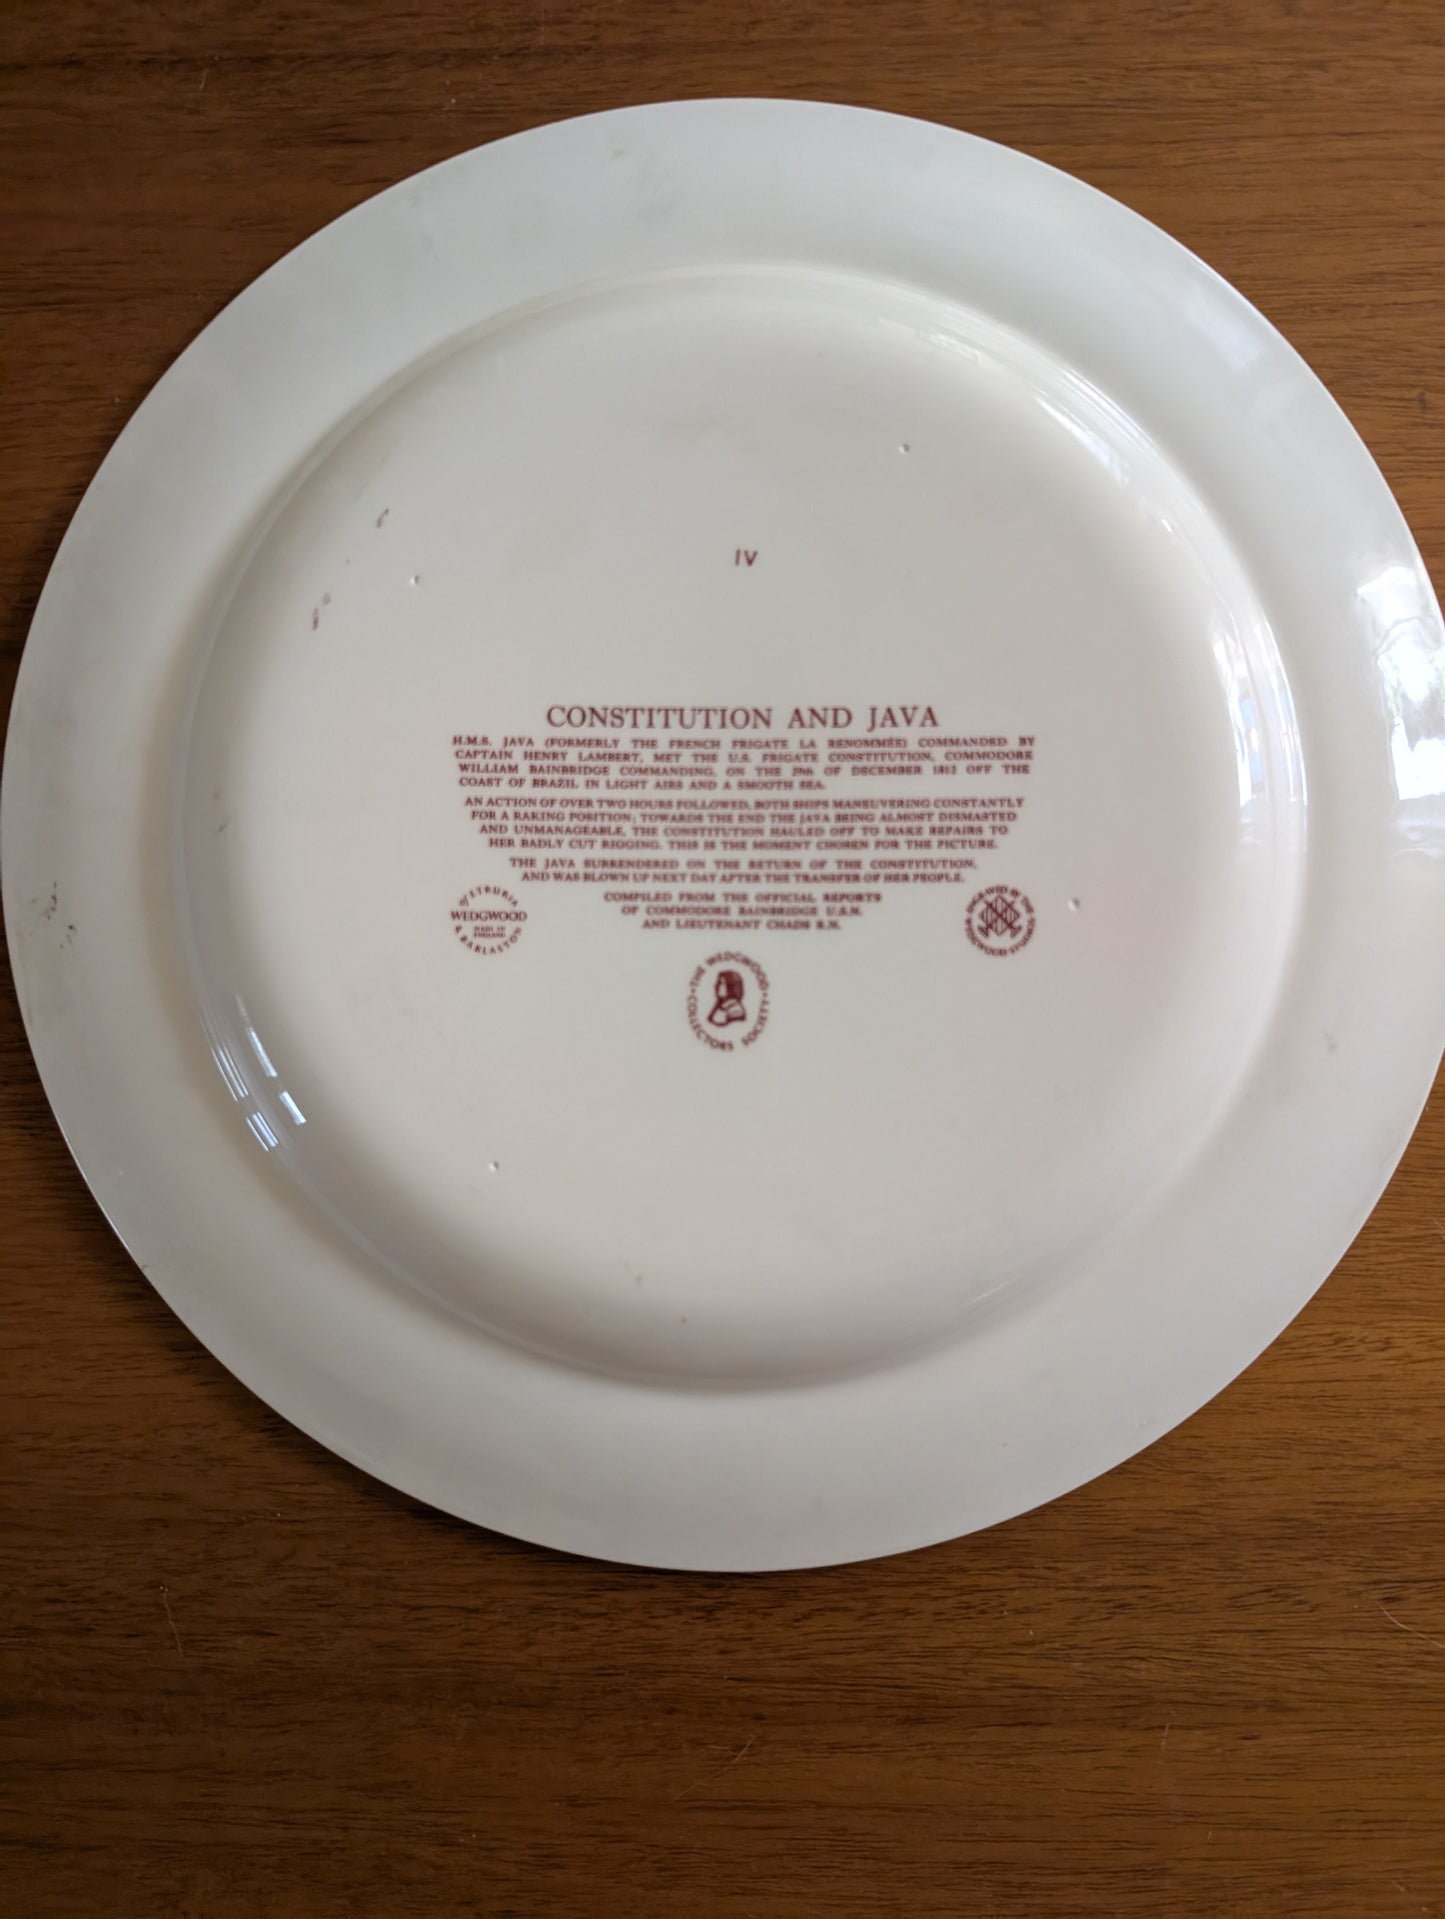 IV
CONSTITUTION AND JAVA
H.M.S. JAVA (FORMERLY THE FRENCH FRIGATE LA RENOMMÉE) COMMANDED BY
CAPTAIN HENRY LAMBERT, MET THE U.S. FRIGATE CONSTITUTION, COMMODORE
WILLIAM BAINBRIDGE COMMANDING, ON THE 29th OF DECEMBER 1812 OFF THE
COAST OF BRAZIL IN LIGHT AIRS AND A SMOOTH SEA.
AN ACTION OF OVER TWO HOURS FOLLOWED, BOTH SHIPS MANEUVERING CONSTANTLY
FOR A RAKING POSITION; TOWARDS THE END THE JAVA BEING ALMOST DISMASTED
AND UNMANAGEABLE, THE CONSTITUTION HAULED OFF TO MAKE REPAIRS TO
HER BADLY CUT RIGGING. THIS IS THE MOMENT CHOSEN FOR THE PICTURE.
THE JAVA SURRENDERED ON THE RETURN OF THE CONSTITUTION,
AND WAS BLOWN UP NEXT DAY AFTER THE TRANSFER OF HER PEOPLE.
COMPILED FROM THE OFFICIAL REPORTS
OF COMMODORE BAINBRIDGE U.S.N.
AND LIEUTENANT CHADS R.N.
of ETRURIA
WEDGWOOD
MADE IN
ENGLAND
& BARLASTON
ENGRAVED BY THE
WEDGWOOD STUDIOS
THE WEDGWOOD
COLLECTORS SOCIETY